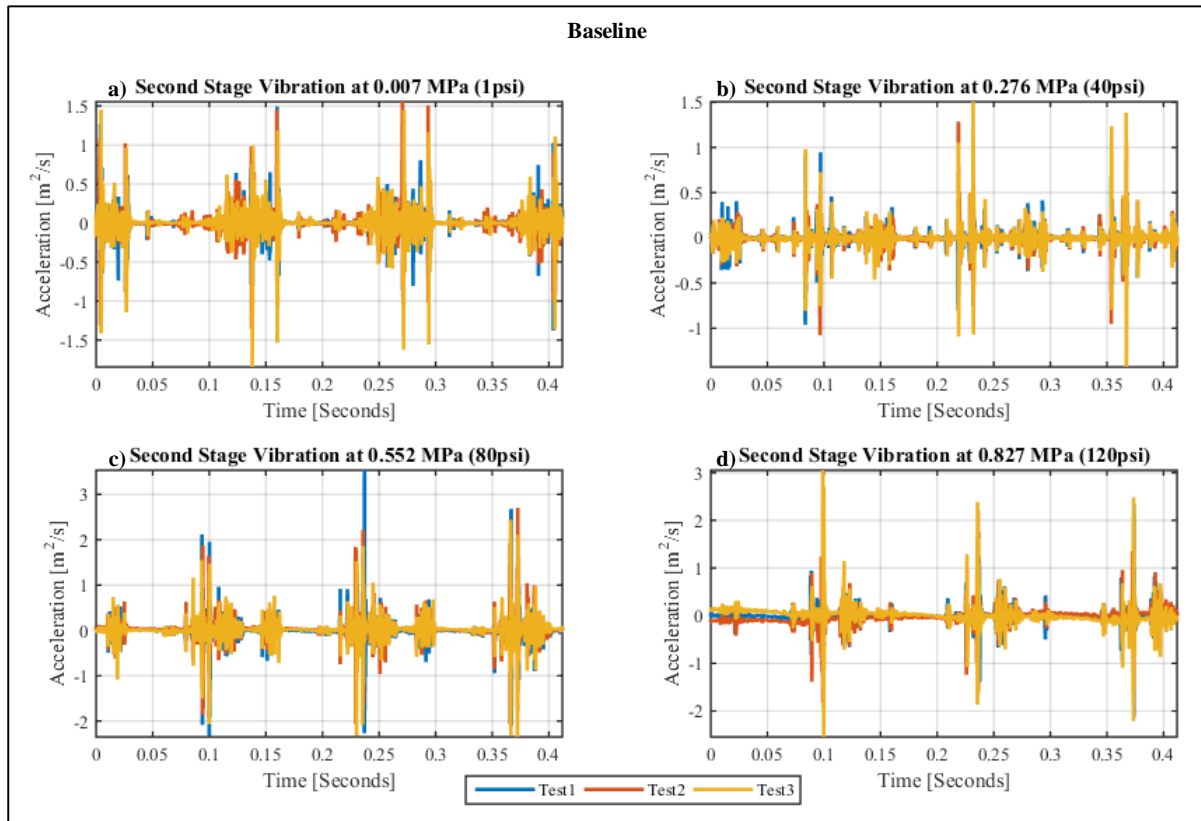 Baseline
a) Second Stage Vibration at 0.007 MPa (1psi)
1.5
1
0.5
0
-0.5
-1
-1.5
Acceleration [m²/s]
0 0.05 0.1 0.15 0.2 0.25 0.3 0.35 0.4
Time [Seconds]
b) Second Stage Vibration at 0.276 MPa (40psi)
1.5
1
0.5
0
-0.5
-1
Acceleration [m²/s]
0 0.05 0.1 0.15 0.2 0.25 0.3 0.35 0.4
Time [Seconds]
c) Second Stage Vibration at 0.552 MPa (80psi)
3
2
1
0
-1
-2
Acceleration [m²/s]
0 0.05 0.1 0.15 0.2 0.25 0.3 0.35 0.4
Time [Seconds]
d) Second Stage Vibration at 0.827 MPa (120psi)
3
2
1
0
-1
-2
Acceleration [m²/s]
0 0.05 0.1 0.15 0.2 0.25 0.3 0.35 0.4
Time [Seconds]
Test1 Test2 Test3